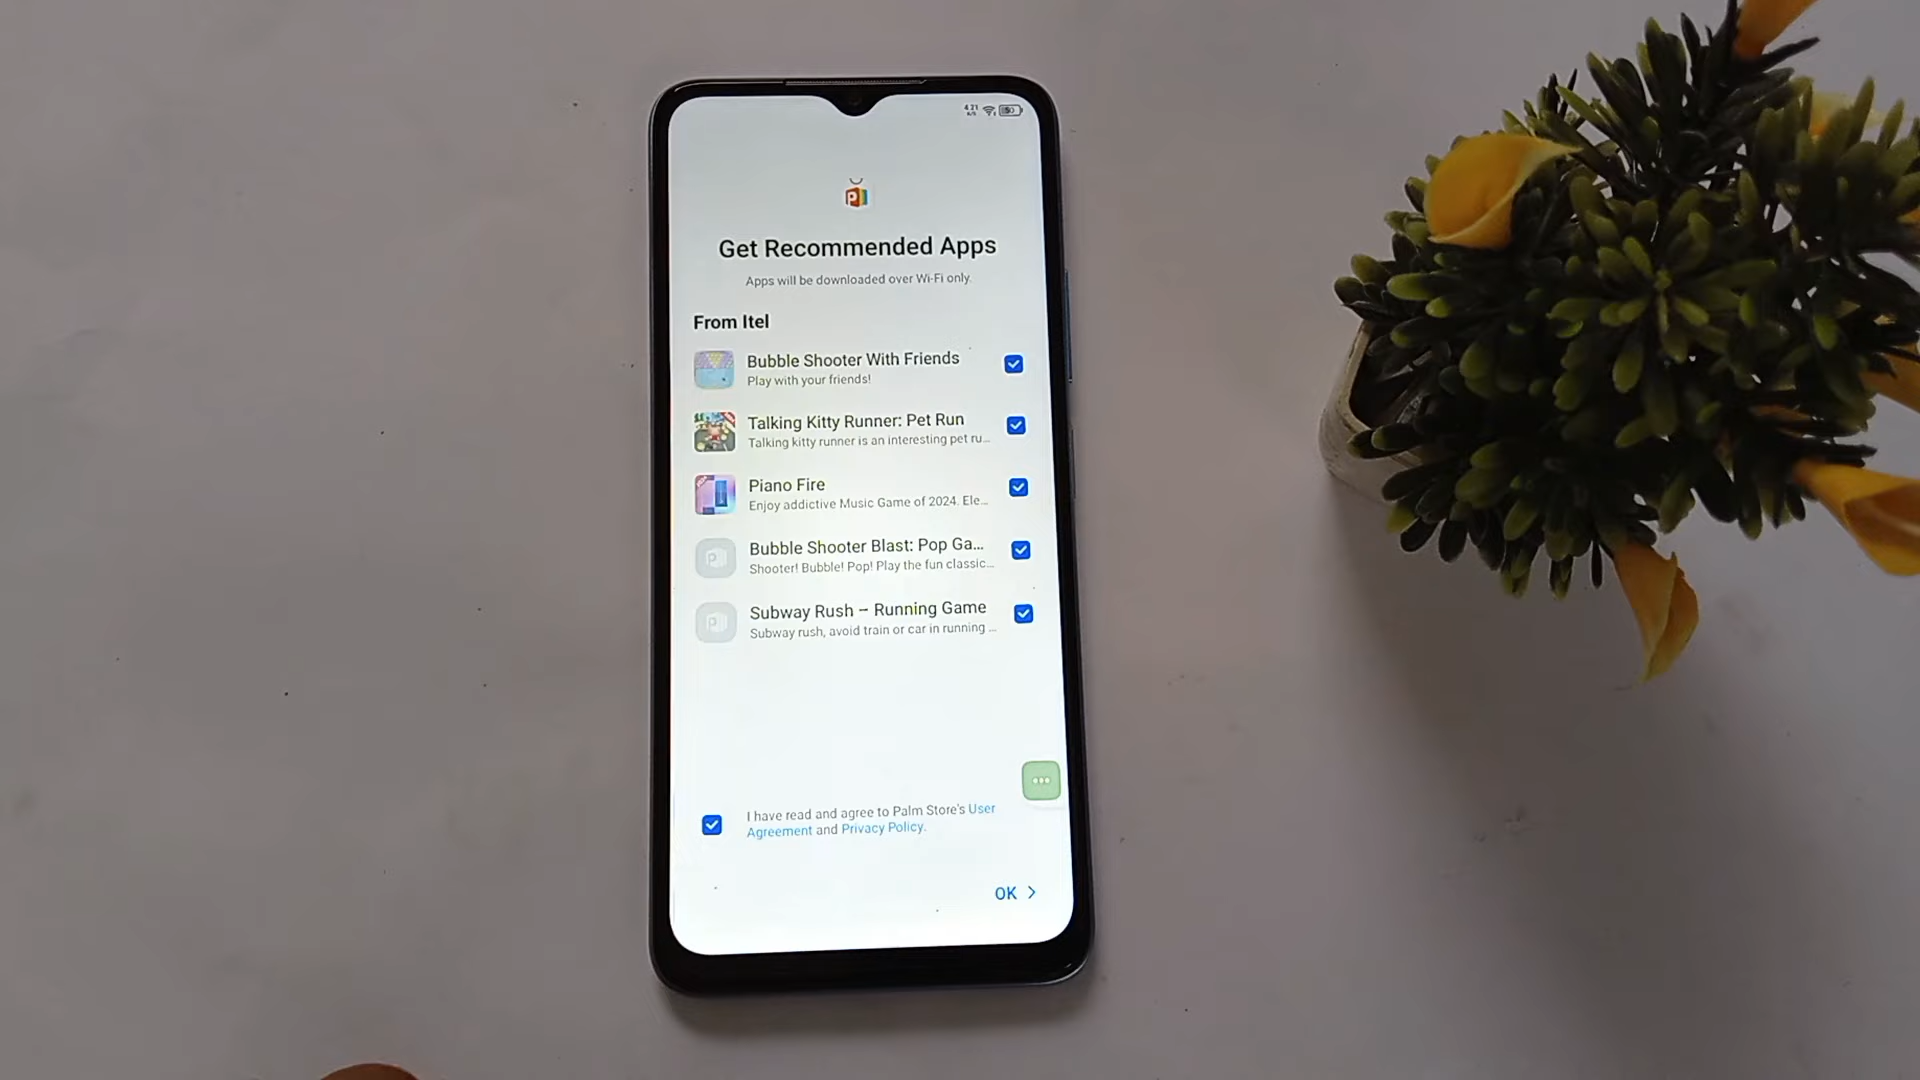 Get Recommended Apps
Apps will be downloaded over Wi-Fi only.
From Itel
Bubble Shooter With Friends
Play with your friends!
Talking Kitty Runner: Pet Run
Talking kitty runner is an interesting pet ru...
Piano Fire
Enjoy addictive Music Game of 2024. Ele...
Bubble Shooter Blast: Pop Ga...
Shooter! Bubble! Pop! Play the fun classic...
Subway Rush – Running Game
Subway rush, avoid train or car in running ...
I have read and agree to Palm Store's User
Agreement and Privacy Policy.
OK